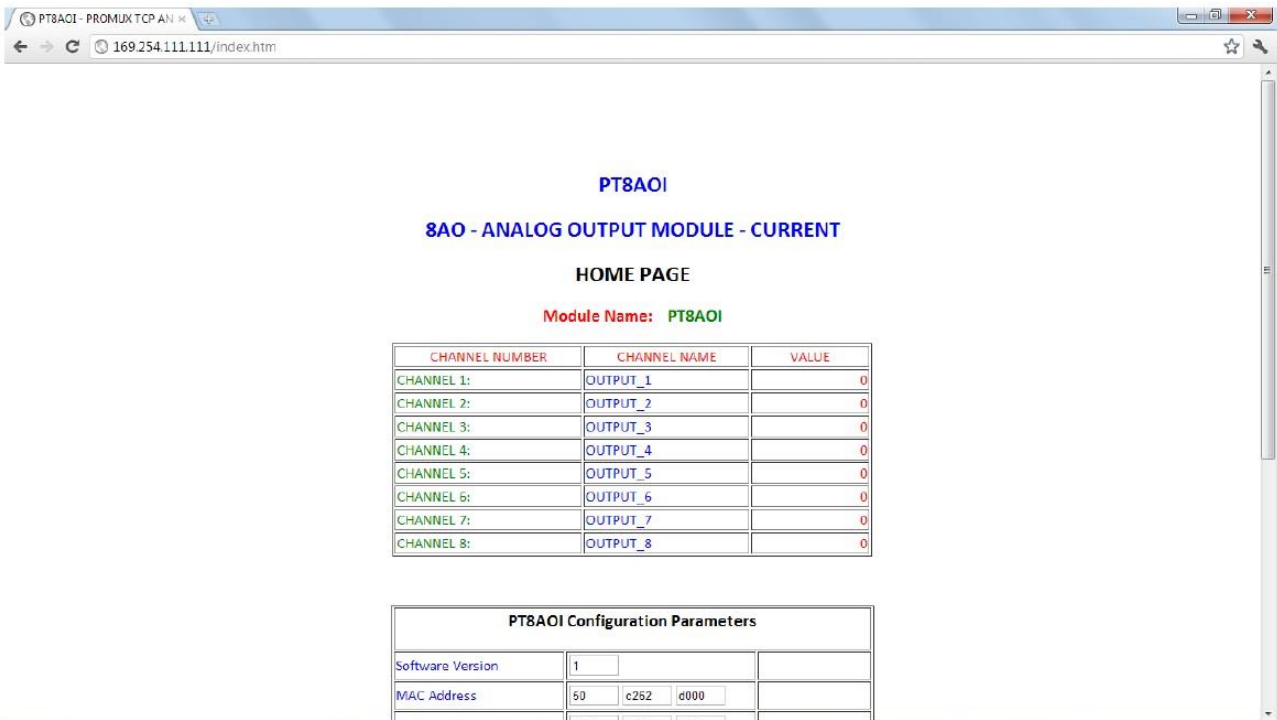 PT8AOI - PROMUX TCP AN
169.254.111.111/index.htm
PT8AOI
8AO - ANALOG OUTPUT MODULE - CURRENT
HOME PAGE
Module Name: PT8AOI
CHANNEL NUMBER CHANNEL NAME VALUE
CHANNEL 1: OUTPUT_1 0
CHANNEL 2: OUTPUT_2 0
CHANNEL 3: OUTPUT_3 0
CHANNEL 4: OUTPUT_4 0
CHANNEL 5: OUTPUT_5 0
CHANNEL 6: OUTPUT_6 0
CHANNEL 7: OUTPUT_7 0
CHANNEL 8: OUTPUT_8 0
PT8AOI Configuration Parameters
Software Version 1
MAC Address 50 c262 d000